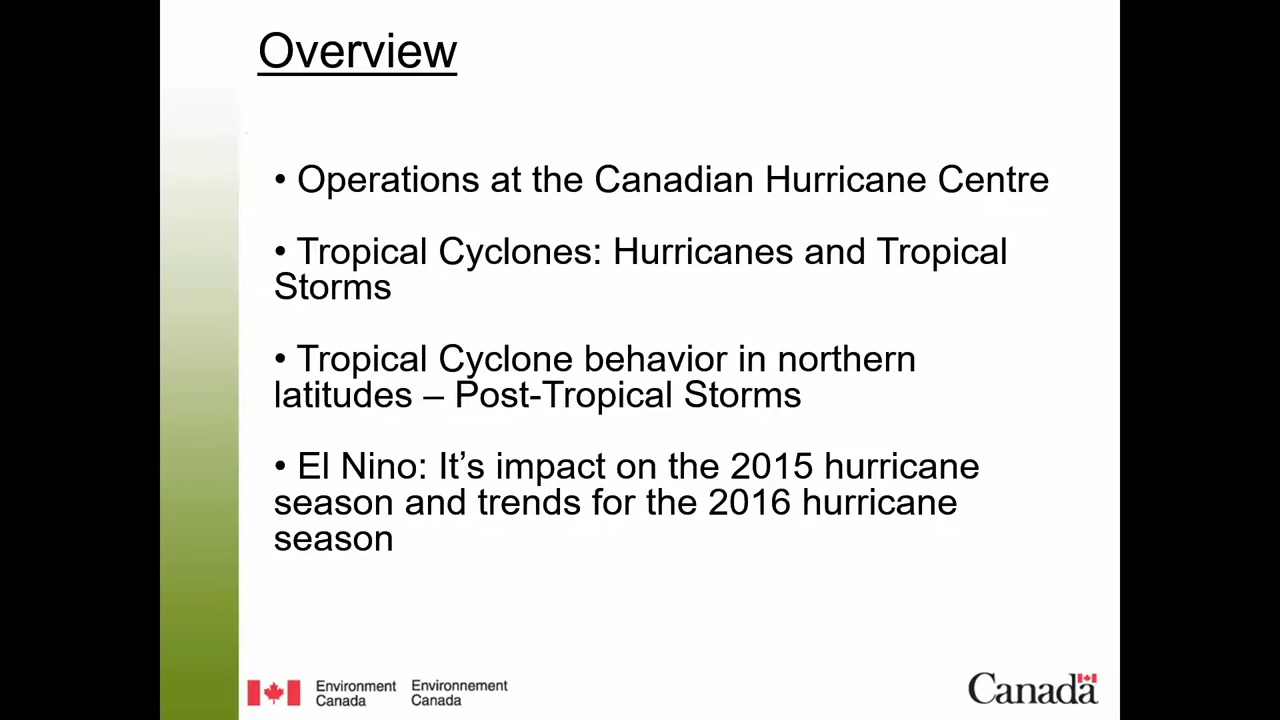 Overview
• Operations at the Canadian Hurricane Centre
• Tropical Cyclones: Hurricanes and Tropical
Storms
• Tropical Cyclone behavior in northern
latitudes – Post-Tropical Storms
• El Nino: It’s impact on the 2015 hurricane
season and trends for the 2016 hurricane
season
Environment Environnement
Canada Canada
Canada